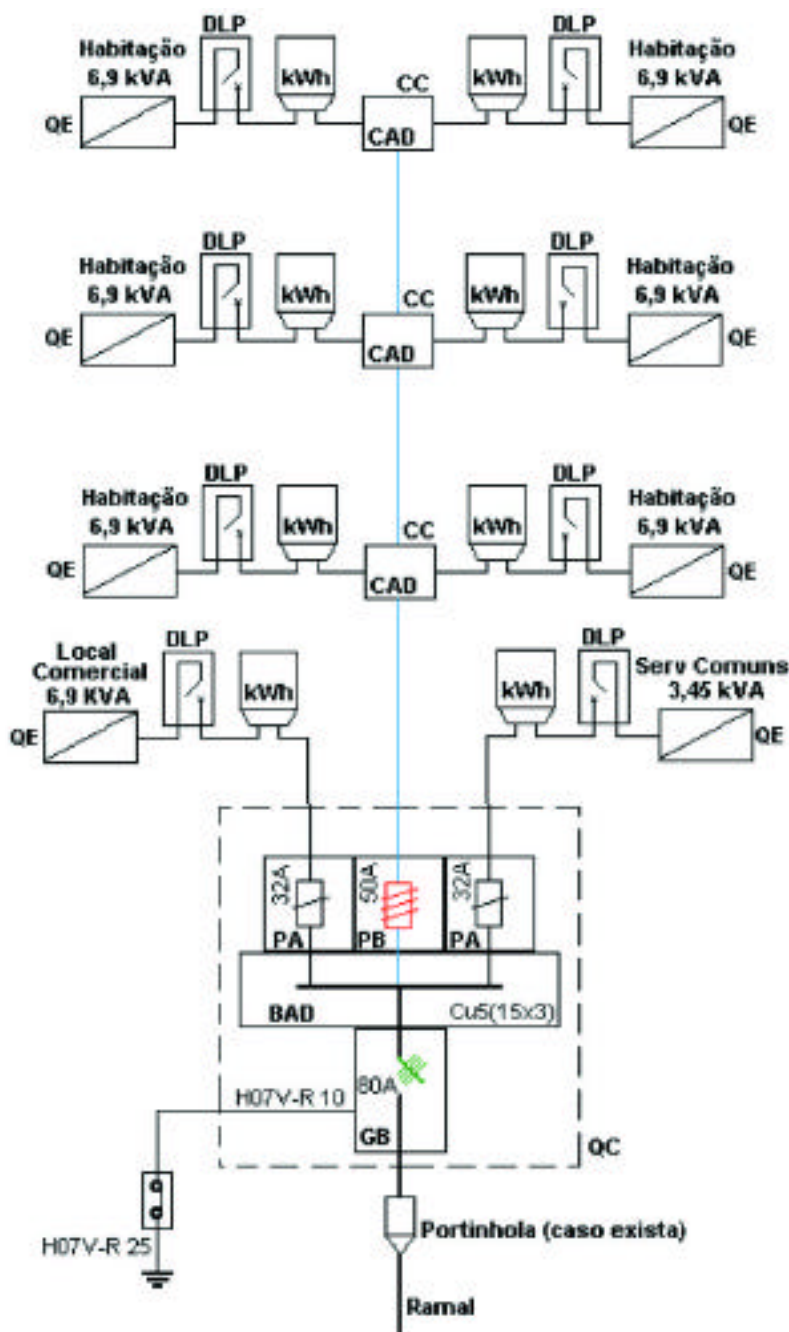 DLP
DLP
Habitação
6,9 kVA
kWh
CC
kWh
Habitação
6,9 kVA
QE
CAD
QE
DLP
DLP
Habitação
6,9 kVA
kWh
CC
kWh
Habitação
6,9 kVA
QE
CAD
QE
DLP
DLP
Habitação
6,9 kVA
kWh
CC
kWh
Habitação
6,9 kVA
QE
CAD
QE
Local
Comercial
6,9 KVA
DLP
kWh
kWh
DLP
Serv Comuns
3,45 kVA
QE
QE
32A
50A
32A
PA
PB
PA
BAD
Cu5(15x3)
80A
H07V-R 10
GB
QC
H07V-R 25
Portinhola (caso exista)
Ramal